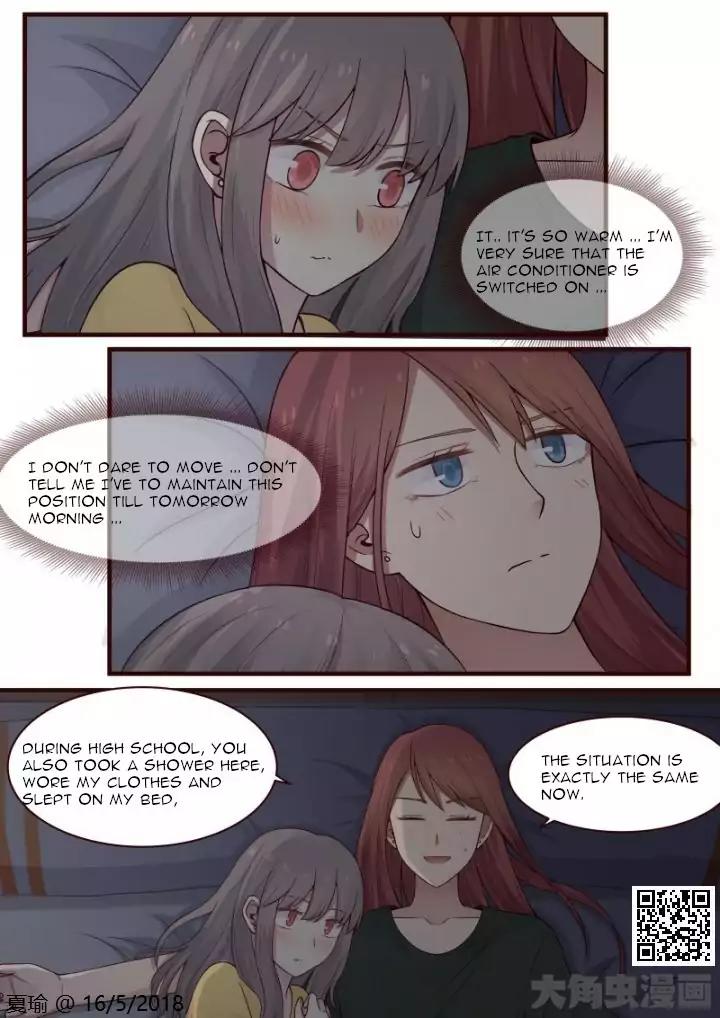 IT.. IT'S SO WARM ... I'M
VERY SURE THAT THE
AIR CONDITIONER IS
SWITCHED ON ...
I DON'T DARE TO MOVE ... DON'T
TELL ME I'VE TO MAINTAIN THIS
POSITION TILL TOMORROW
MORNING ...
DURING HIGH SCHOOL, YOU
ALSO TOOK A SHOWER HERE,
WORE MY CLOTHES AND
SLEPT ON MY BED,
THE SITUATION IS
EXACTLY THE SAME
NOW.
大角虫漫画
夏瑜 @ 16/5/2018